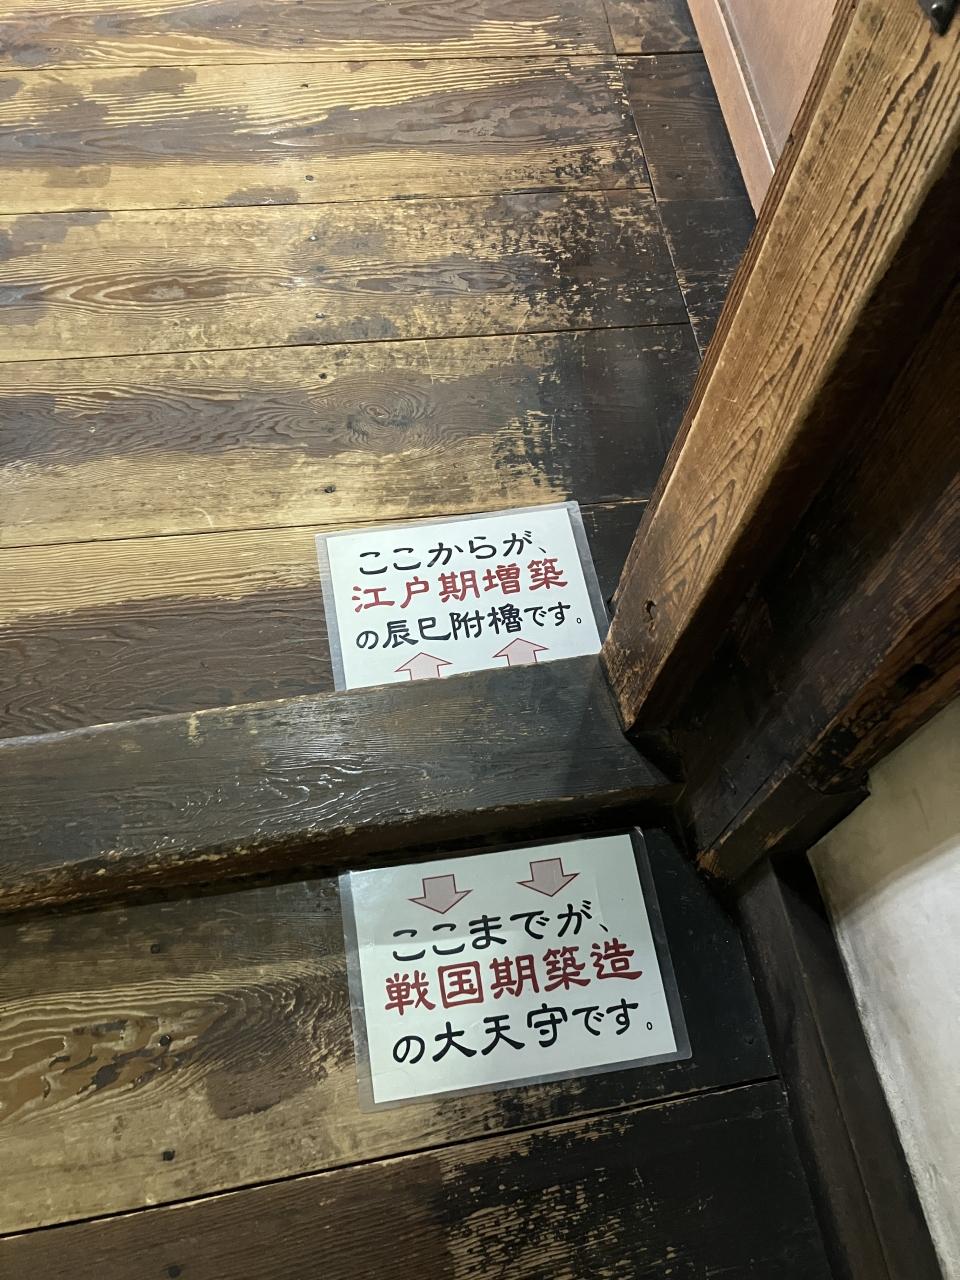 ここからが、
江戸期増築
の辰巳附櫓です。
ここまでが、
戦国期築造
の大天守です。